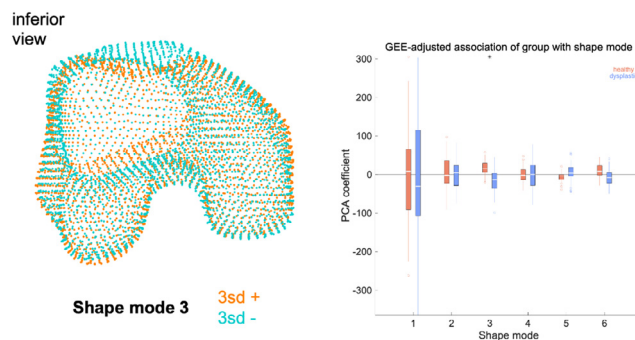 inferior
view
Shape mode 3
3sd +
3sd -
GEE-adjusted association of group with shape mode
healthy
dysplasti
PCA coefficient
300
200
100
0
-100
-200
-300
*
1 2 3 4 5 6
Shape mode